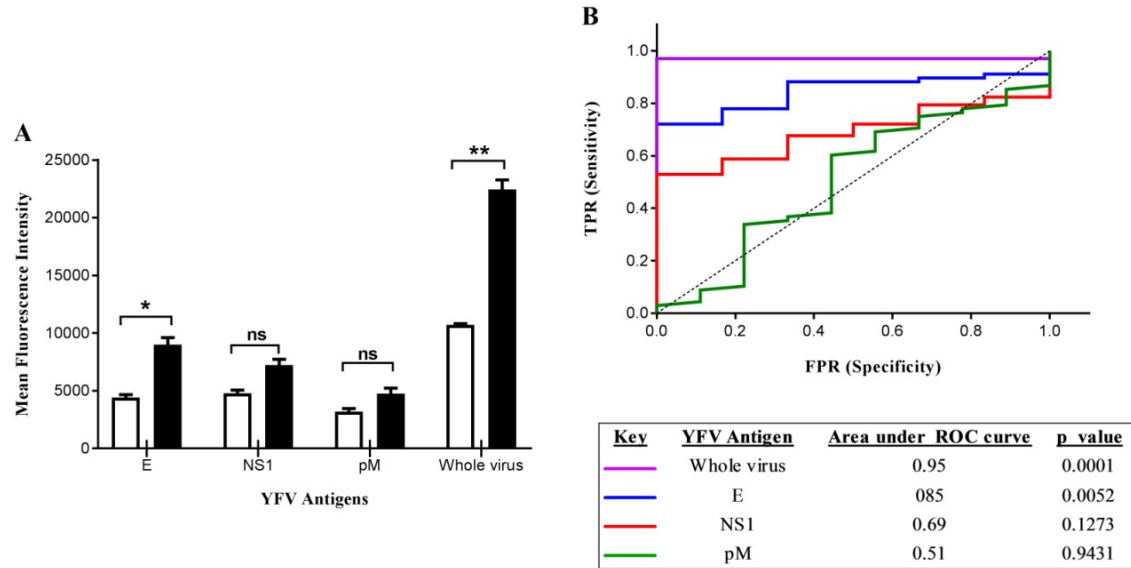 A
Mean Fluorescence Intensity
25000
20000
15000
10000
5000
0
*
ns
ns
**
E NS1 pM Whole virus
YFV Antigens
B
TPR (Sensitivity)
1.0
0.8
0.6
0.4
0.2
0.0
0.0 0.2 0.4 0.6 0.8 1.0
FPR (Specificity)
Key YFV Antigen Area under ROC curve p value
Whole virus 0.95 0.0001
E 085 0.0052
NS1 0.69 0.1273
pM 0.51 0.9431